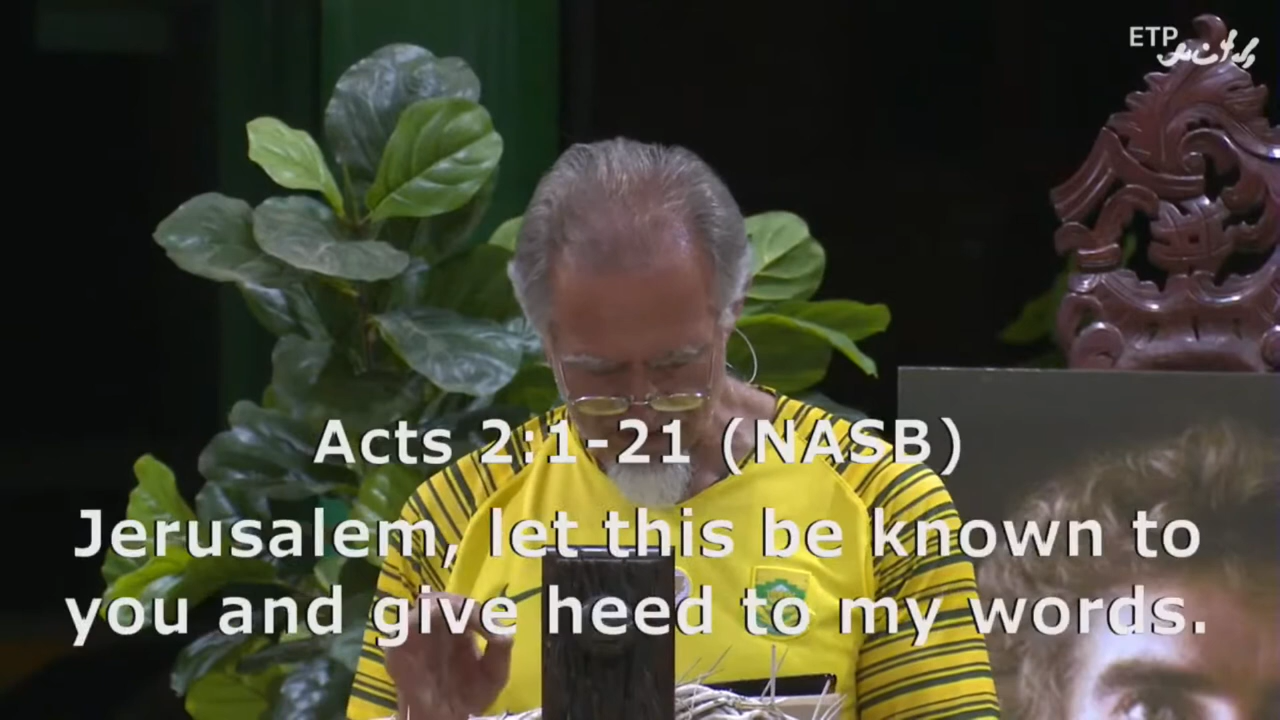 ETP
Acts 2:1-21 (NASB)
Jerusalem, let this be known to
you and give heed to my words.